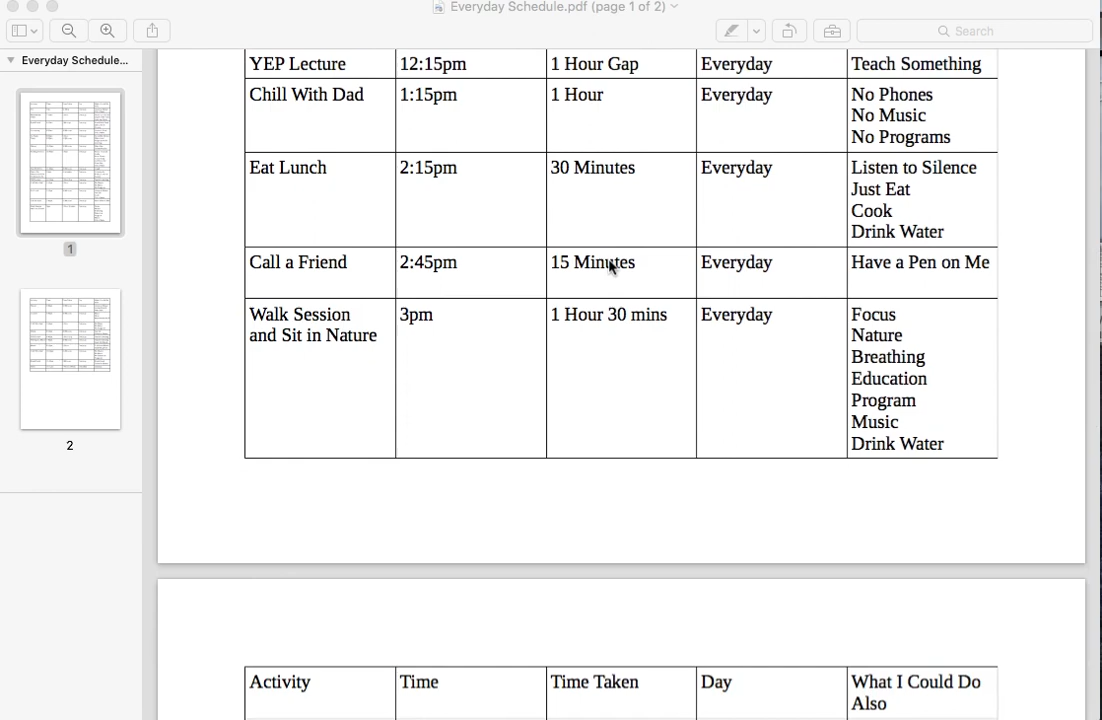 Everyday Schedule.pdf (page 1 of 2)
Search
Everyday Schedule...
1
2
YEP Lecture 12:15pm 1 Hour Gap Everyday Teach Something
Chill With Dad 1:15pm 1 Hour Everyday No Phones
No Music
No Programs
Eat Lunch 2:15pm 30 Minutes Everyday Listen to Silence
Just Eat
Cook
Drink Water
Call a Friend 2:45pm 15 Minutes Everyday Have a Pen on Me
Walk Session 3pm 1 Hour 30 mins Everyday Focus
and Sit in Nature Nature
Breathing
Education
Program
Music
Drink Water
Activity Time Time Taken Day What I Could Do
Also